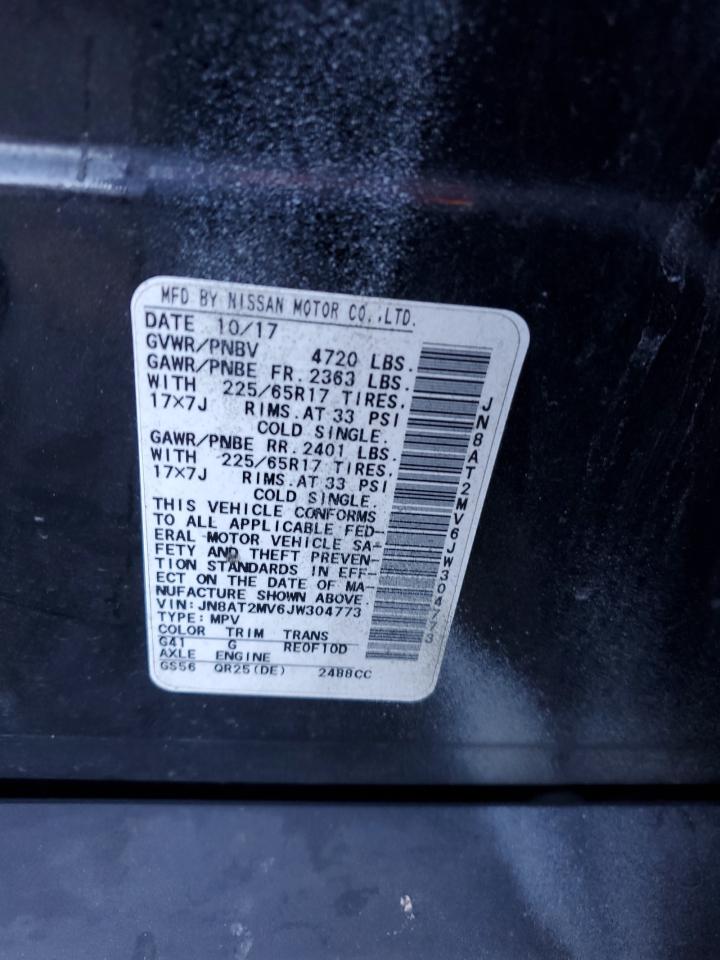 MFD BY NISSAN MOTOR CO.,LTD.
DATE 10/17
GVWR/PNBV 4720 LBS.
GAWR/PNBE FR. 2363 LBS.
WITH 225/65R17 TIRES.
17×7J RIMS. AT 33 PSI
COLD SINGLE.
GAWR/PNBE RR. 2401 LBS.
WITH 225/65R17 TIRES.
17×7J RIMS. AT 33 PSI
COLD SINGLE.
THIS VEHICLE CONFORMS
TO ALL APPLICABLE FED-
ERAL MOTOR VEHICLE SA-
FETY AND THEFT PREVEN-
TION STANDARDS IN EFF-
ECT ON THE DATE OF MA-
NUFACTURE SHOWN ABOVE.
VIN: JN8AT2MV6JW304773
TYPE: MPV
COLOR TRIM TRANS
G41 G RE0F10D
AXLE ENGINE
GS56 QR25(DE) 2488CC
JN8AT2MV6JW304773